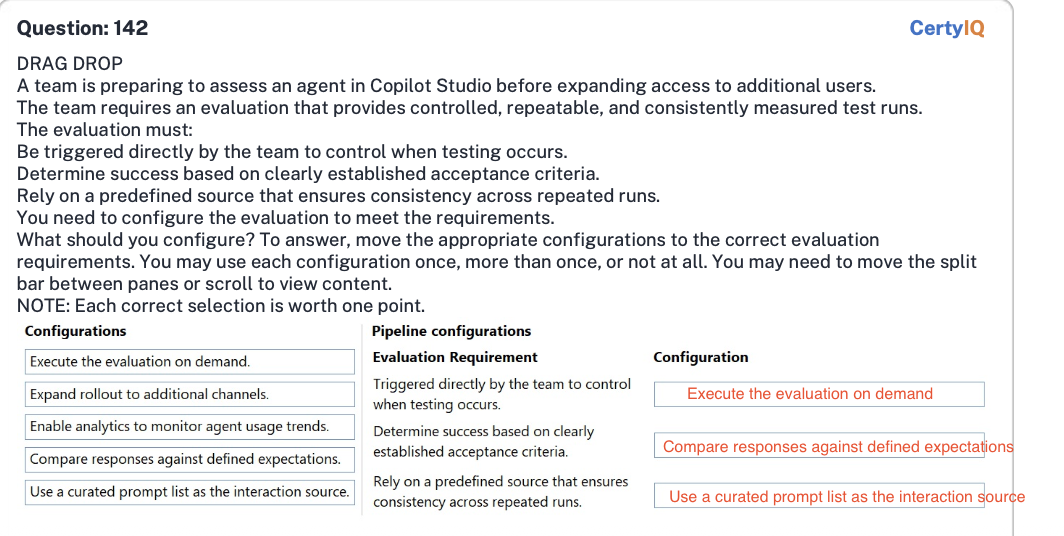 Question: 142
CertyIQ
DRAG DROP
A team is preparing to assess an agent in Copilot Studio before expanding access to additional users.
The team requires an evaluation that provides controlled, repeatable, and consistently measured test runs.
The evaluation must:
Be triggered directly by the team to control when testing occurs.
Determine success based on clearly established acceptance criteria.
Rely on a predefined source that ensures consistency across repeated runs.
You need to configure the evaluation to meet the requirements.
What should you configure? To answer, move the appropriate configurations to the correct evaluation
requirements. You may use each configuration once, more than once, or not at all. You may need to move the split
bar between panes or scroll to view content.
NOTE: Each correct selection is worth one point.
Configurations
Execute the evaluation on demand.
Expand rollout to additional channels.
Enable analytics to monitor agent usage trends.
Compare responses against defined expectations.
Use a curated prompt list as the interaction source.
Pipeline configurations
Evaluation Requirement
Configuration
Triggered directly by the team to control
when testing occurs.
Execute the evaluation on demand
Determine success based on clearly
established acceptance criteria.
Compare responses against defined expectations
Rely on a predefined source that ensures
consistency across repeated runs.
Use a curated prompt list as the interaction source